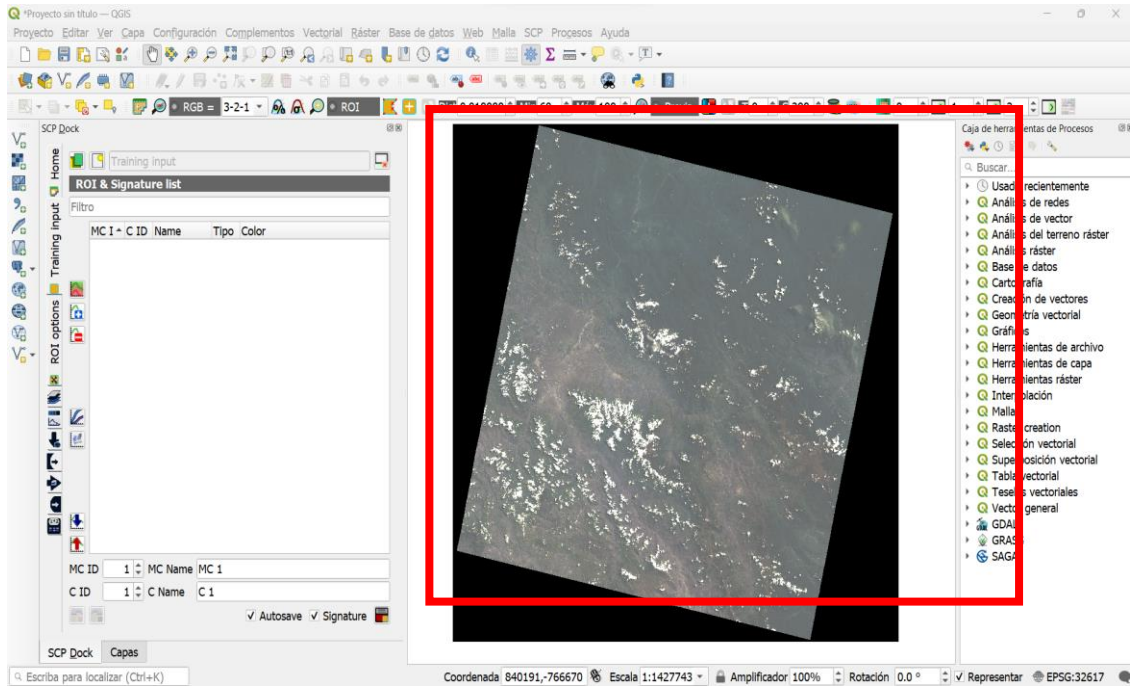 *Proyecto sin título — QGIS
Proyecto Editar Ver Capa Configuración Complementos Vectorial Ráster Base de datos Web Malla SCP Procesos Ayuda
RGB = 3-2-1 ROI
SCP Dock
Home
Training input
ROI options
Training input
ROI & Signature list
Filtro
MC I C ID Name Tipo Color
MC ID 1 MC Name MC 1
C ID 1 C Name C 1
Autosave Signature
SCP Dock Capas
Caja de herramientas de Procesos
Buscar...
Usado recientemente
Análisis de redes
Análisis de vector
Análisis del terreno ráster
Análisis ráster
Base de datos
Cartografía
Creación de vectores
Geometría vectorial
Gráficos
Herramientas de archivo
Herramientas de capa
Herramientas ráster
Interpolación
Malla
Raster creation
Selección vectorial
Superposición vectorial
Tabla vectorial
Teselas vectoriales
Vector general
GDAL
GRASS
SAGA
Escriba para localizar (Ctrl+K) Coordenada 840191,-766670 Escala 1:1427743 Amplificador 100% Rotación 0.0 ° Representar EPSG:32617